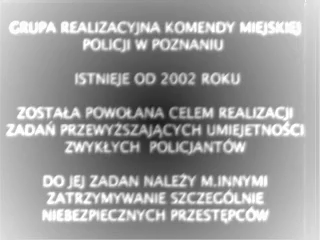 GRUPA REALIZACYJNA KOMENDY MIEJSKIEJ
POLICJI W POZNANIU
ISTNIEJE OD 2002 ROKU
ZOSTAŁA POWOŁANA CELEM REALIZACJI
ZADAŃ PRZEWYŻSZAJĄCYCH UMIEJETNOŚCI
ZWYKŁYCH POLICJANTÓW
DO JEJ ZADAN NALEŻY M.INNYMI
ZATRZYMYWANIE SZCZEGÓLNIE
NIEBEZPIECZNYCH PRZESTĘPCÓW